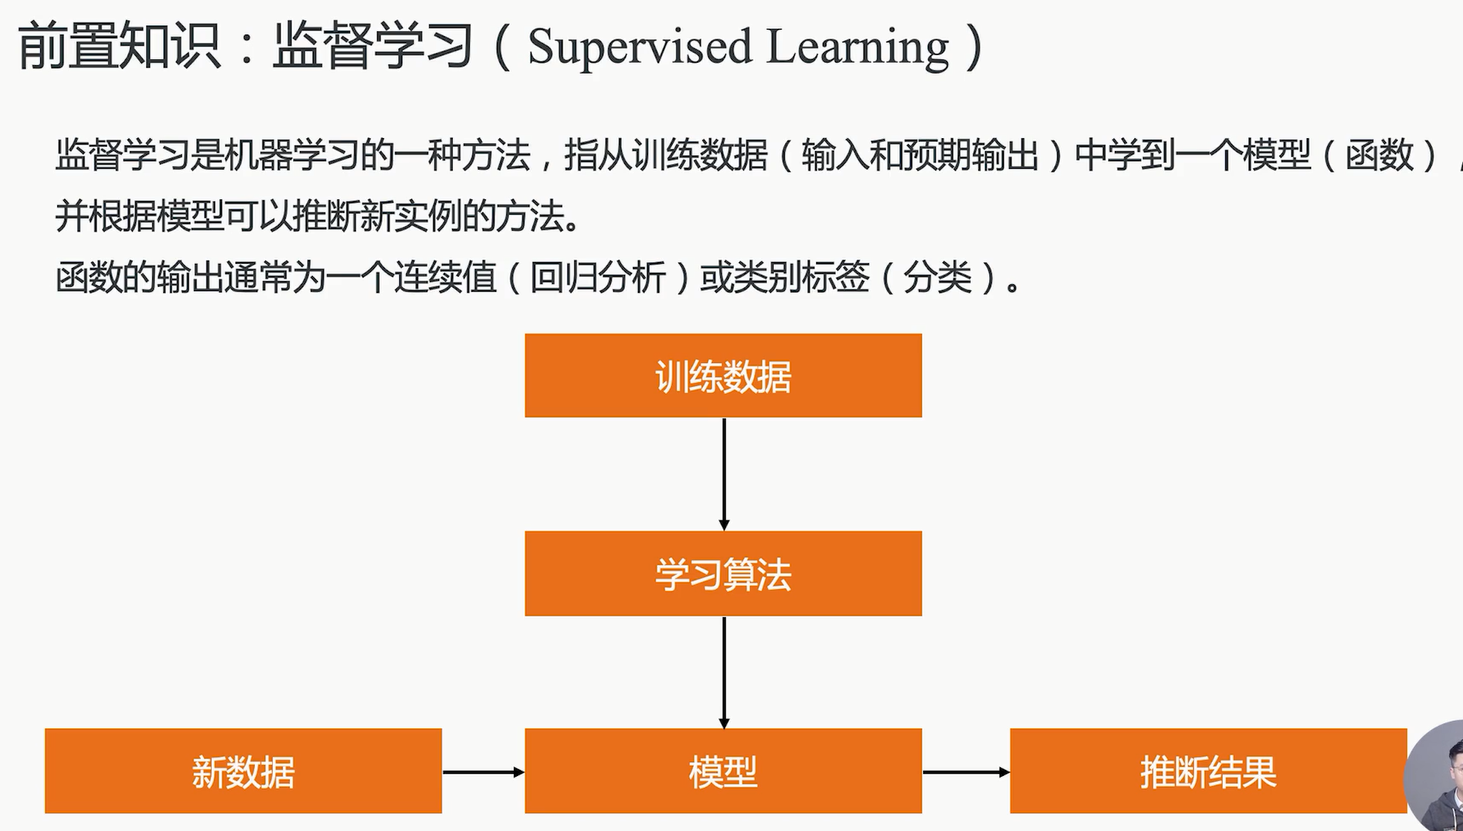 前置知识：监督学习（Supervised Learning）
监督学习是机器学习的一种方法，指从训练数据（输入和预期输出）中学到一个模型（函数），
并根据模型可以推断新实例的方法。
函数的输出通常为一个连续值（回归分析）或类别标签（分类）。
训练数据
学习算法
新数据
模型
推断结果